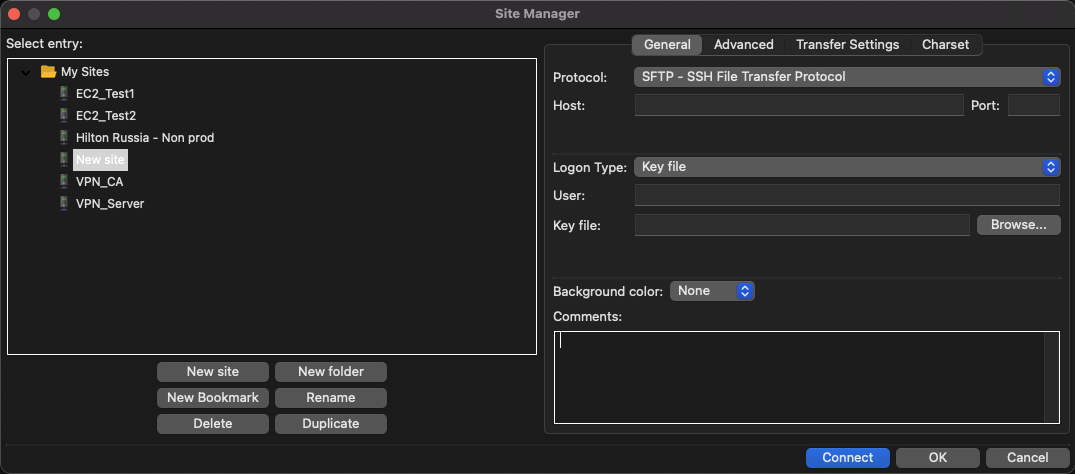 Site Manager
Select entry:
My Sites
EC2_Test1
EC2_Test2
Hilton Russia - Non prod
New site
VPN_CA
VPN_Server
New site New folder
New Bookmark Rename
Delete Duplicate
General Advanced Transfer Settings Charset
Protocol: SFTP - SSH File Transfer Protocol
Host: Port:
Logon Type: Key file
User:
Key file: Browse...
Background color: None
Comments:
Connect OK Cancel